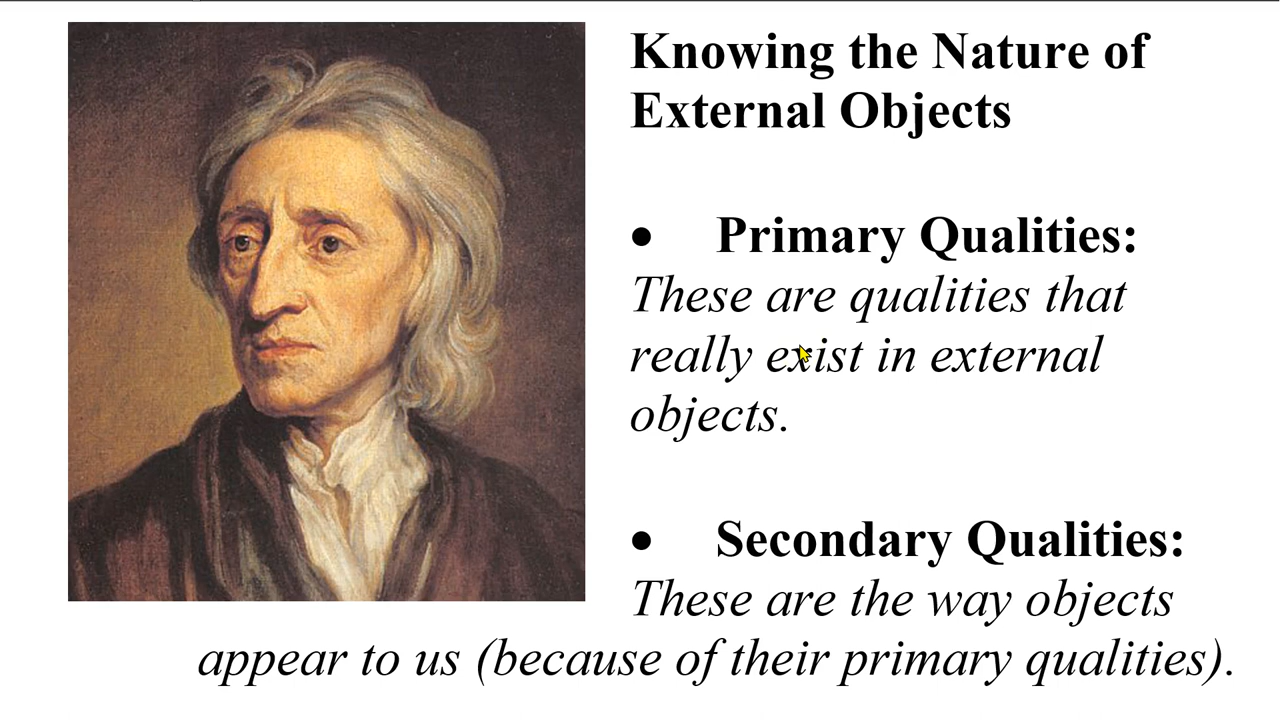 Knowing the Nature of
External Objects
• Primary Qualities:
These are qualities that
really exist in external
objects.
• Secondary Qualities:
These are the way objects
appear to us (because of their primary qualities).